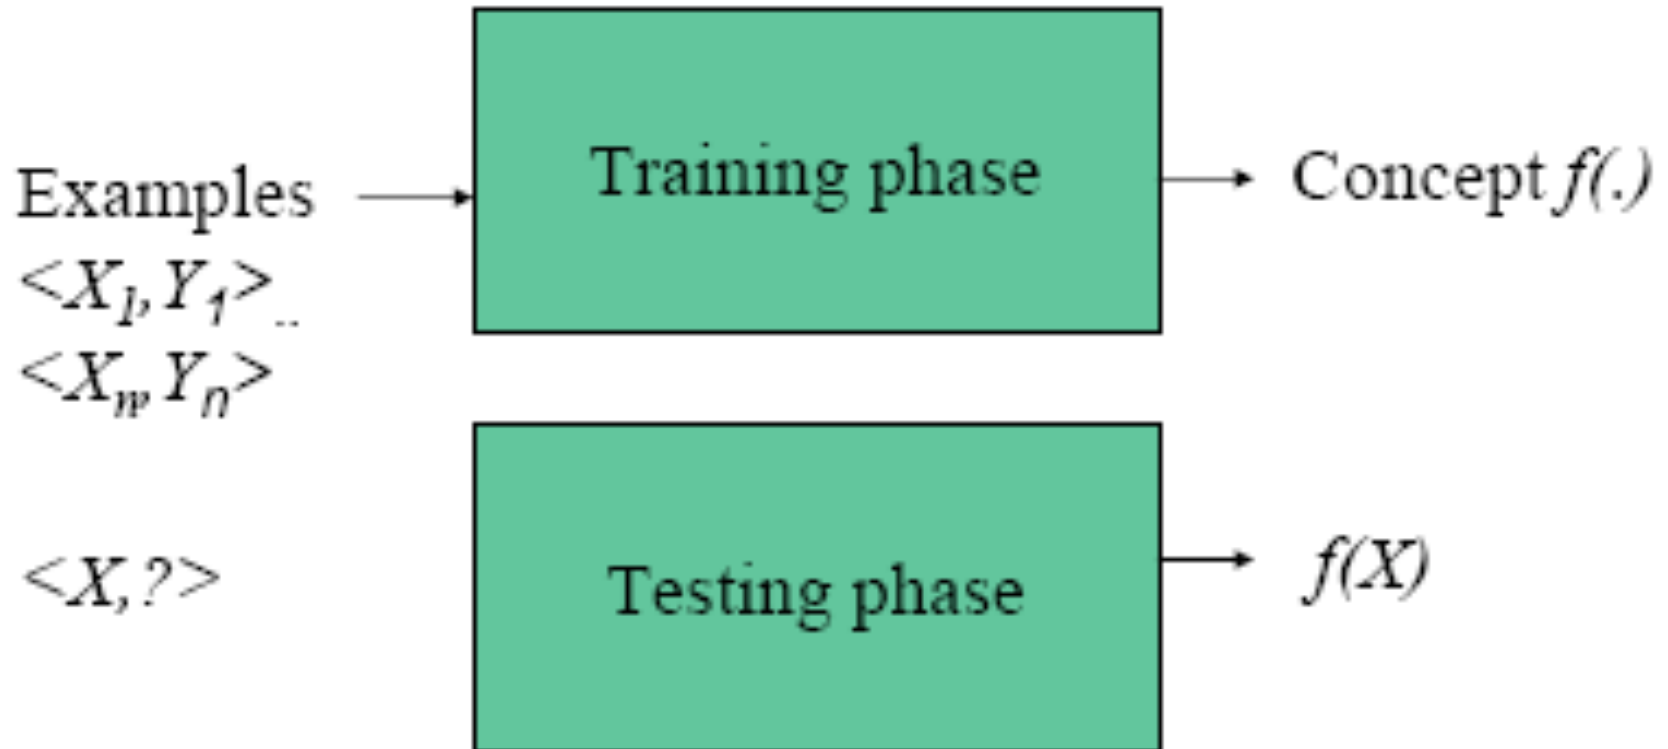 Training phase
Examples
Concept f(.)
<X1, Y1> ..
<Xn, Yn>
<X,?>
Testing phase
f(X)